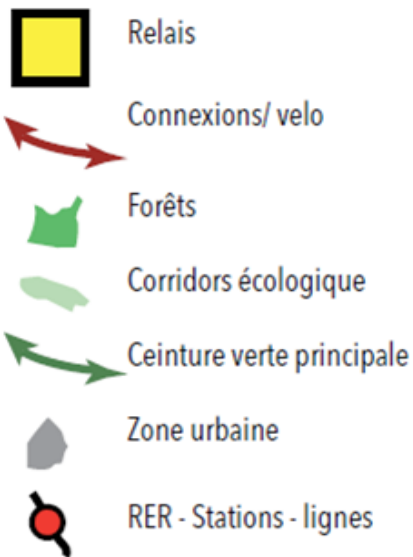 Relais
Connexions/ velo
Forêts
Corridors écologique
Ceinture verte principale
Zone urbaine
RER - Stations - lignes